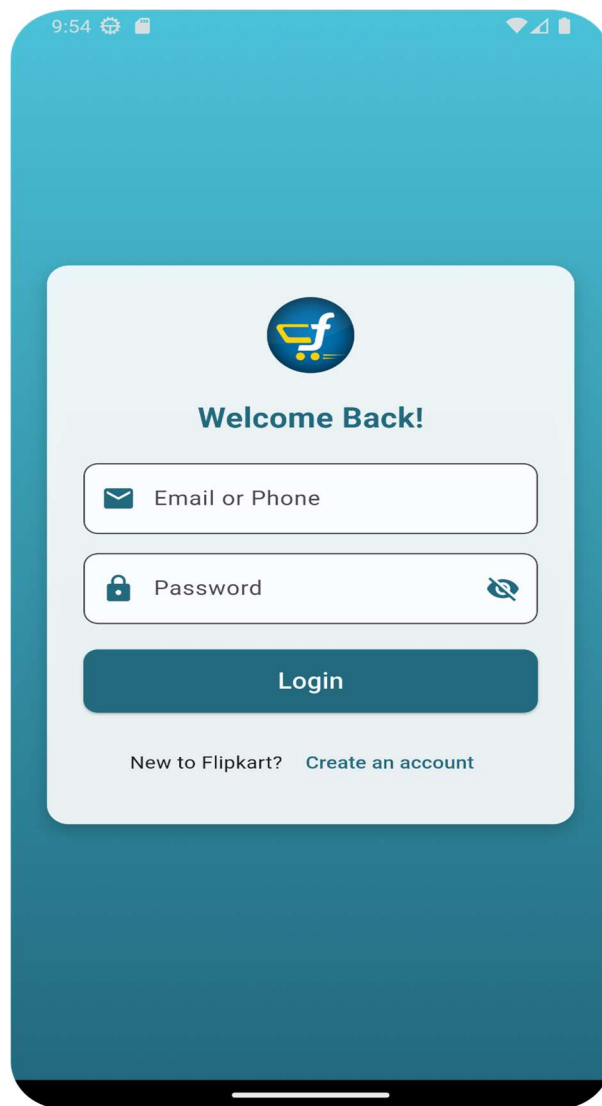 9:54
f
Welcome Back!
Email or Phone
Password
Login
New to Flipkart? Create an account